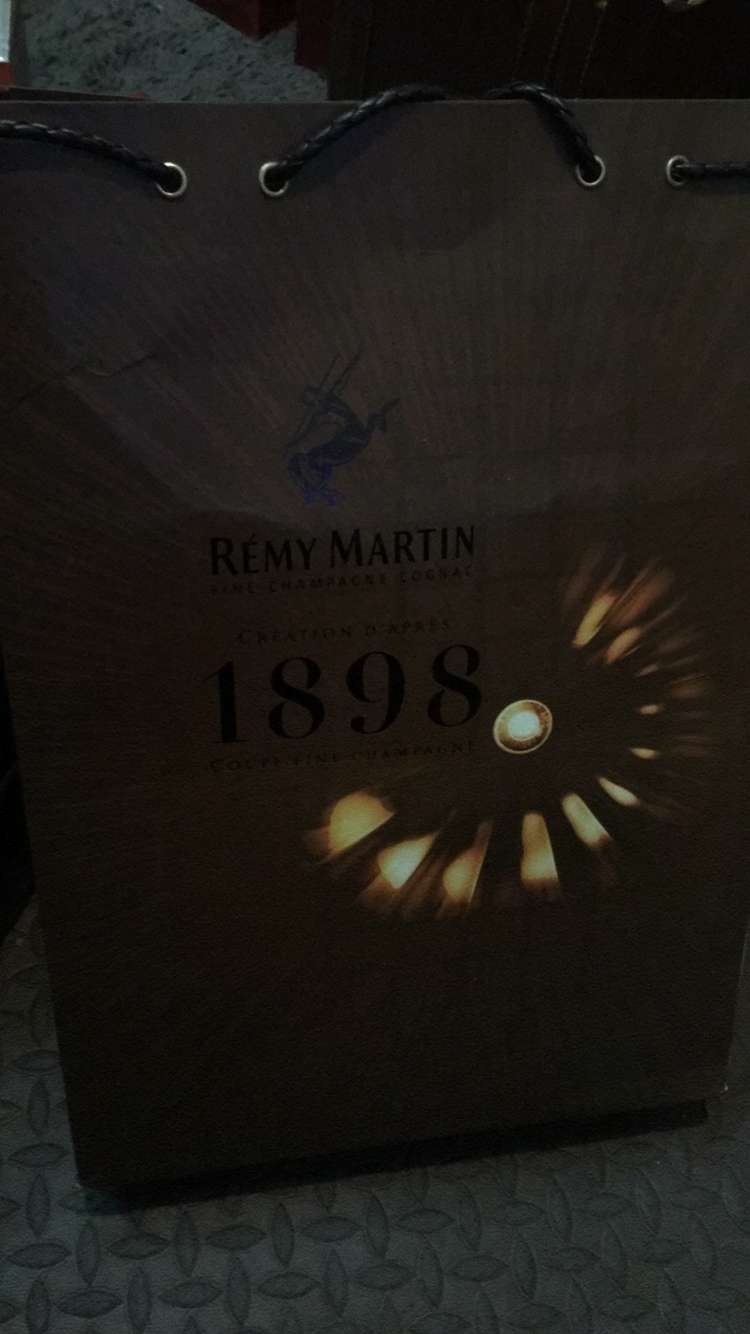 RÉMY MARTIN
FINE CHAMPAGNE COGNAC
CRÉATION D'APRÈS
1898
COUPE FINE CHAMPAGNE